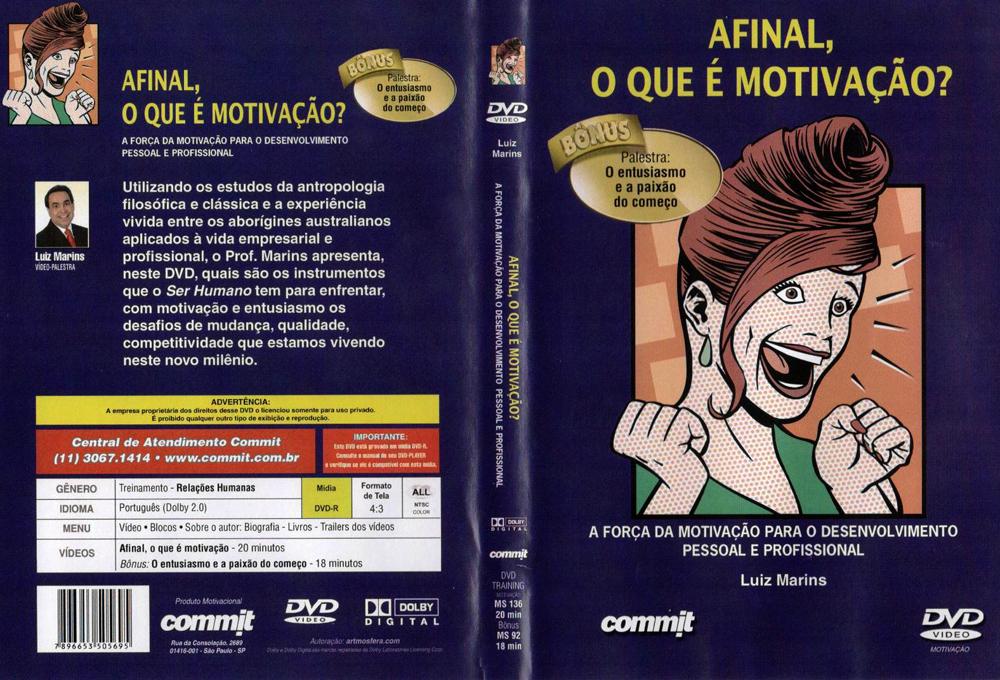 AFINAL,
O QUE É MOTIVAÇÃO?
A FORÇA DA MOTIVAÇÃO PARA O DESENVOLVIMENTO
PESSOAL E PROFISSIONAL
BÔNUS
Palestra:
O entusiasmo
e a paixão
do começo
Luiz Marins
VÍDEO-PALESTRA
Utilizando os estudos da antropologia
filosófica e clássica e a experiência
vivida entre os aborígines australianos
aplicados à vida empresarial e
profissional, o Prof. Marins apresenta,
neste DVD, quais são os instrumentos
que o Ser Humano tem para enfrentar,
com motivação e entusiasmo os
desafios de mudança, qualidade,
competitividade que estamos vivendo
neste novo milênio.
ADVERTÊNCIA:
A empresa proprietária dos direitos desse DVD o licenciou somente para uso privado.
É proibido qualquer outro tipo de exibição e reprodução.
Central de Atendimento Commit
(11) 3067.1414 • www.commit.com.br
IMPORTANTE:
Este DVD está gravado em mídia DVD-R.
Consulte o manual do seu DVD-PLAYER
e verifique se ele é compatível com esta mídia.
GÊNERO Treinamento - Relações Humanas
IDIOMA Português (Dolby 2.0)
Mídia
DVD-R
Formato
de Tela
4:3
ALL
NTSC
COLOR
MENU Vídeo • Blocos • Sobre o autor: Biografia - Livros - Trailers dos vídeos
VÍDEOS Afinal, o que é motivação - 20 minutos
Bônus: O entusiasmo e a paixão do começo - 18 minutos
7896653505695
Produto Motivacional
commit
Rua da Consolação, 2689
01416-001 - São Paulo - SP
DVD
VIDEO
DOLBY
DIGITAL
Autoração: artmosfera.com
Dolby e Dolby Digital são marcas registradas da Dolby Laboratories Licensing Corp.
DVD
VIDEO
Luiz
Marins
AFINAL, O QUE É MOTIVAÇÃO?
A FORÇA DA MOTIVAÇÃO PARA O DESENVOLVIMENTO PESSOAL E PROFISSIONAL
DOLBY
DIGITAL
commit
DVD
TRAINING
MOTIVAÇÃO
MS 136
20 min
Bônus
MS 92
18 min
AFINAL,
O QUE É MOTIVAÇÃO?
BÔNUS
Palestra:
O entusiasmo
e a paixão
do começo
A FORÇA DA MOTIVAÇÃO PARA O DESENVOLVIMENTO
PESSOAL E PROFISSIONAL
Luiz Marins
commit
DVD
VIDEO
MOTIVAÇÃO